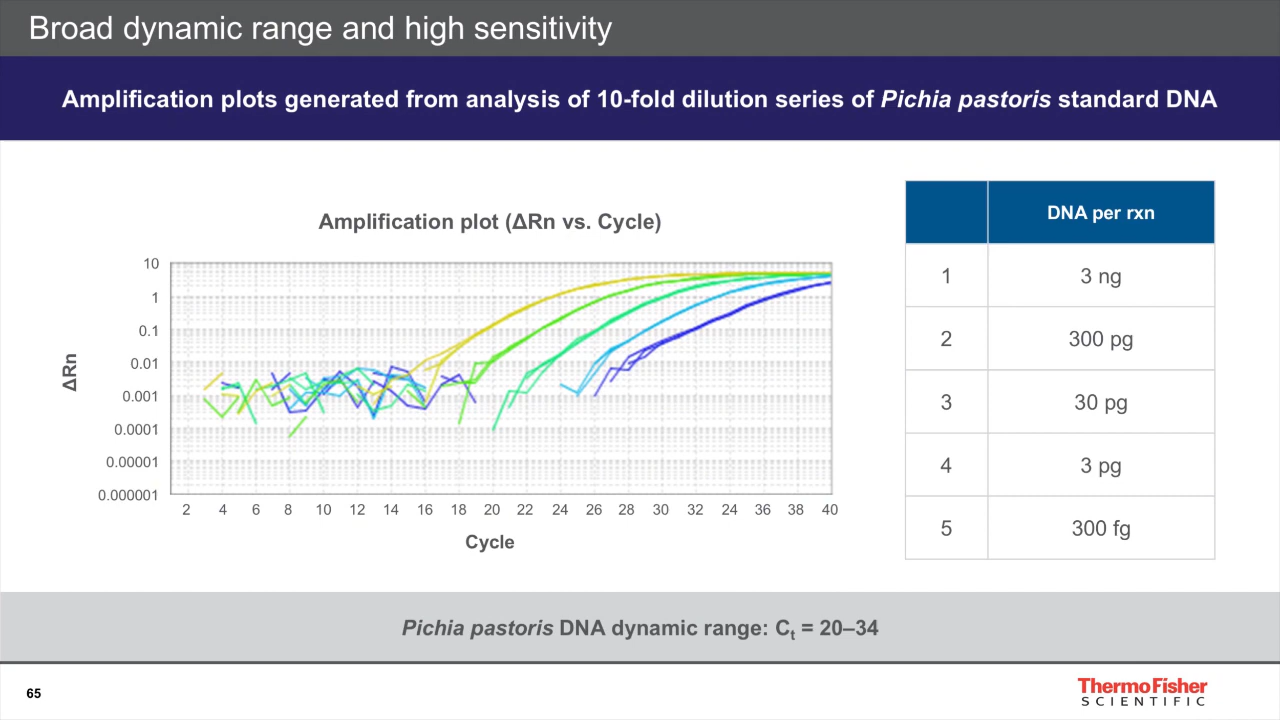 Broad dynamic range and high sensitivity
Amplification plots generated from analysis of 10-fold dilution series of Pichia pastoris standard DNA
Amplification plot (ΔRn vs. Cycle)
10
1
0.1
0.01
0.001
0.0001
0.00001
0.000001
ΔRn
2 4 6 8 10 12 14 16 18 20 22 24 26 28 30 32 24 36 38 40
Cycle
DNA per rxn
1 3 ng
2 300 pg
3 30 pg
4 3 pg
5 300 fg
Pichia pastoris DNA dynamic range: Ct = 20–34
65
ThermoFisher
SCIENTIFIC